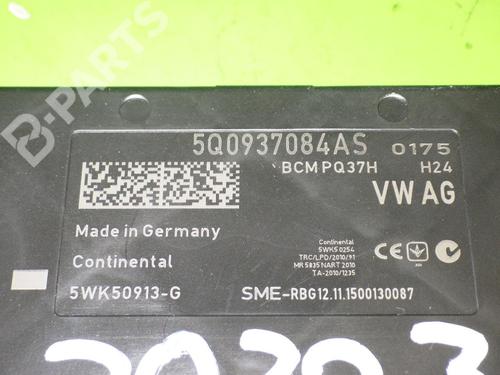 B-PARTS
5Q0937084AS 0175
BCM PQ37H H24
VW AG
Made in Germany
Continental
5WK50254
TRC/LPD/2010/91
MR 5835 NART 2010
TA-2010/1235
CE
Continental
5WK50913-G
SME-RBG12.11.1500130087